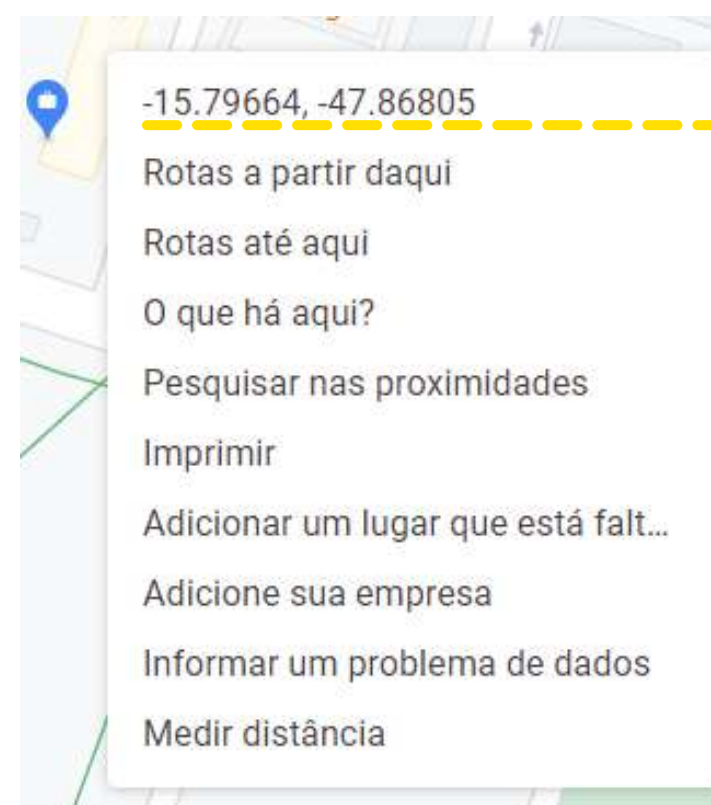 -15.79664, -47.86805
Rotas a partir daqui
Rotas até aqui
O que há aqui?
Pesquisar nas proximidades
Imprimir
Adicionar um lugar que está falt...
Adicione sua empresa
Informar um problema de dados
Medir distância